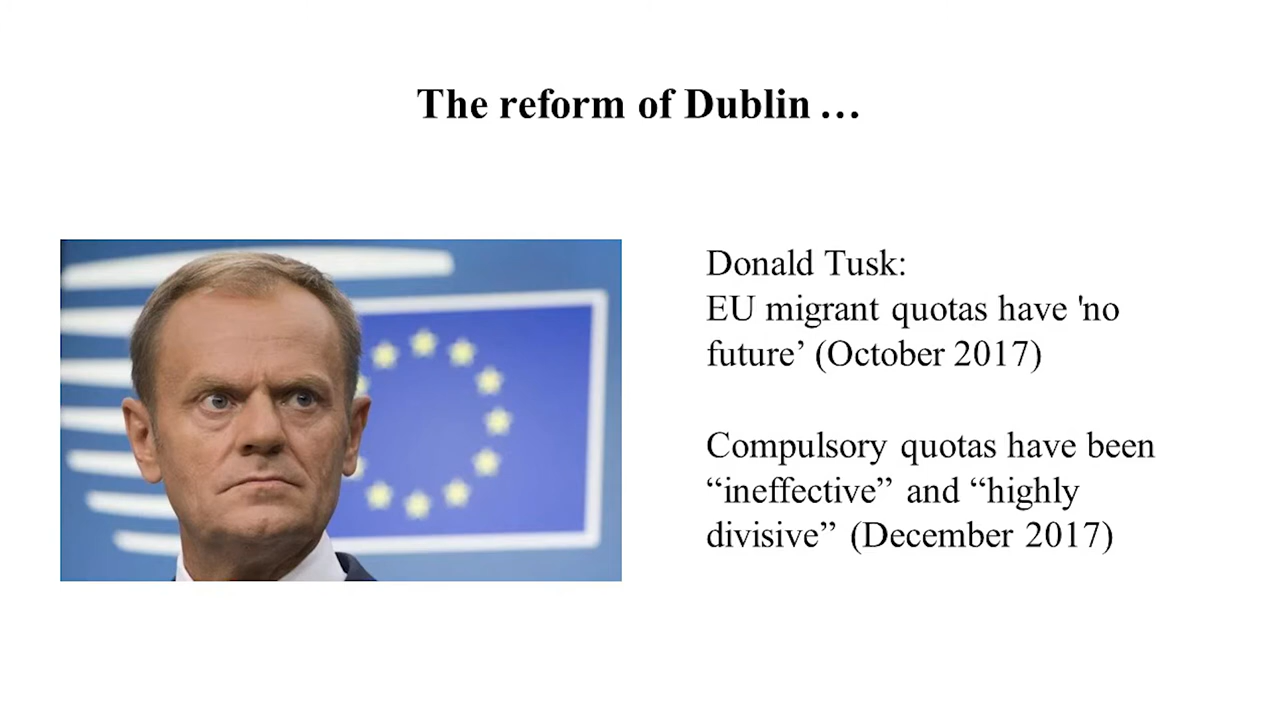 The reform of Dublin …
Donald Tusk:
EU migrant quotas have 'no
future’ (October 2017)
Compulsory quotas have been
“ineffective” and “highly
divisive” (December 2017)